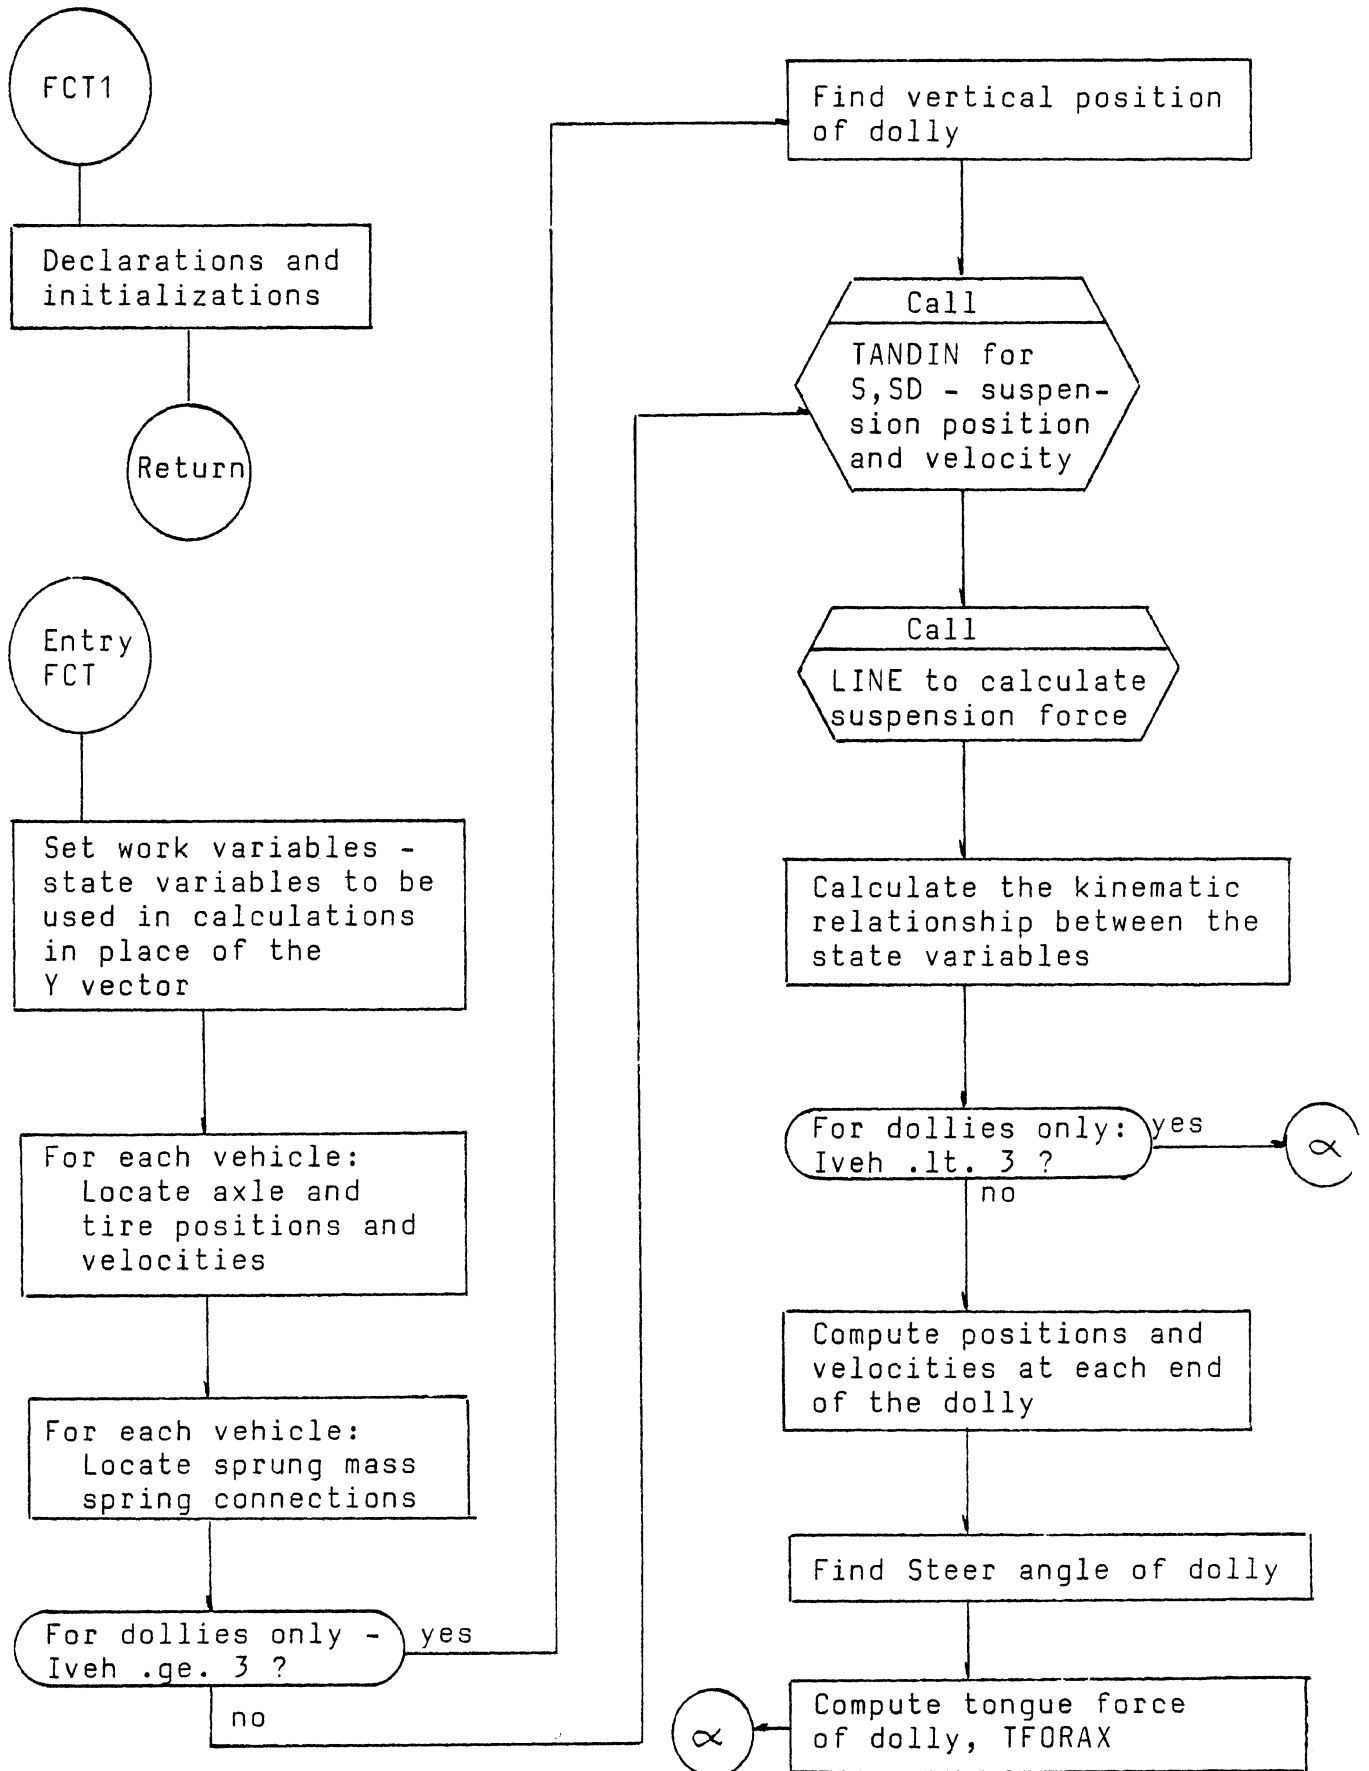 FCT1
Declarations and
initializations
Return
Entry
FCT
Set work variables -
state variables to be
used in calculations
in place of the
Y vector
For each vehicle:
Locate axle and
tire positions and
velocities
For each vehicle:
Locate sprung mass
spring connections
For dollies only -
Iveh .ge. 3 ?
yes
no
Find vertical position
of dolly
Call
TANDIN for
S,SD - suspen-
sion position
and velocity
Call
LINE to calculate
suspension force
Calculate the kinematic
relationship between the
state variables
For dollies only:
Iveh .lt. 3 ?
yes
∝
no
Compute positions and
velocities at each end
of the dolly
Find Steer angle of dolly
Compute tongue force
of dolly, TFORAX
∝